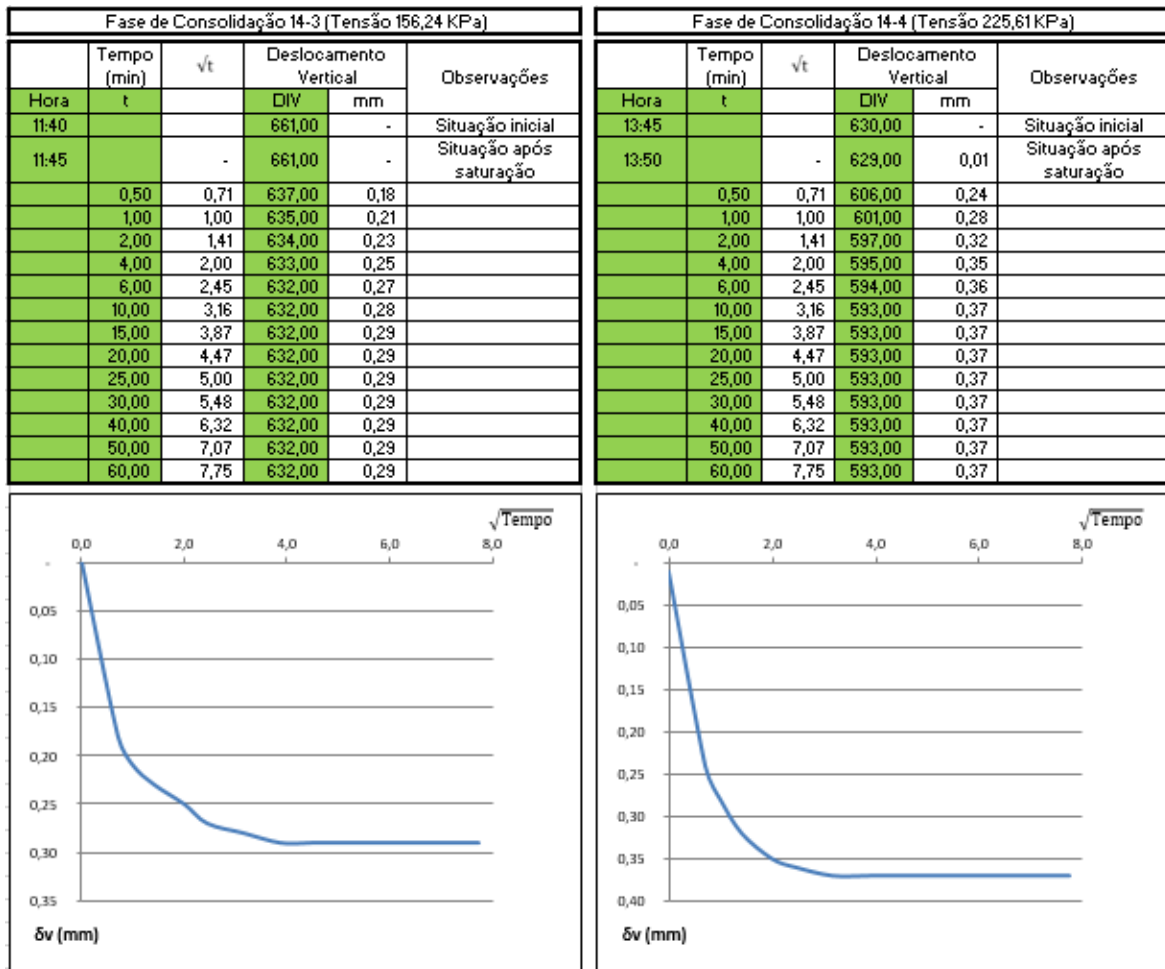 Fase de Consolidação 14-3 (Tensão 156,24 KPa)
Tempo (min) √t Deslocamento Vertical Observações
Hora t DIV mm
11:40 661,00 - Situação inicial
11:45 - 661,00 - Situação após saturação
0,50 0,71 637,00 0,18
1,00 1,00 635,00 0,21
2,00 1,41 634,00 0,23
4,00 2,00 633,00 0,25
6,00 2,45 632,00 0,27
10,00 3,16 632,00 0,28
15,00 3,87 632,00 0,29
20,00 4,47 632,00 0,29
25,00 5,00 632,00 0,29
30,00 5,48 632,00 0,29
40,00 6,32 632,00 0,29
50,00 7,07 632,00 0,29
60,00 7,75 632,00 0,29
√Tempo
0,0 2,0 4,0 6,0 8,0
-
0,05
0,10
0,15
0,20
0,25
0,30
0,35
δv (mm)
Fase de Consolidação 14-4 (Tensão 225,61 KPa)
Tempo (min) √t Deslocamento Vertical Observações
Hora t DIV mm
13:45 630,00 - Situação inicial
13:50 - 629,00 0,01 Situação após saturação
0,50 0,71 606,00 0,24
1,00 1,00 601,00 0,28
2,00 1,41 597,00 0,32
4,00 2,00 595,00 0,35
6,00 2,45 594,00 0,36
10,00 3,16 593,00 0,37
15,00 3,87 593,00 0,37
20,00 4,47 593,00 0,37
25,00 5,00 593,00 0,37
30,00 5,48 593,00 0,37
40,00 6,32 593,00 0,37
50,00 7,07 593,00 0,37
60,00 7,75 593,00 0,37
√Tempo
0,0 2,0 4,0 6,0 8,0
-
0,05
0,10
0,15
0,20
0,25
0,30
0,35
0,40
δv (mm)